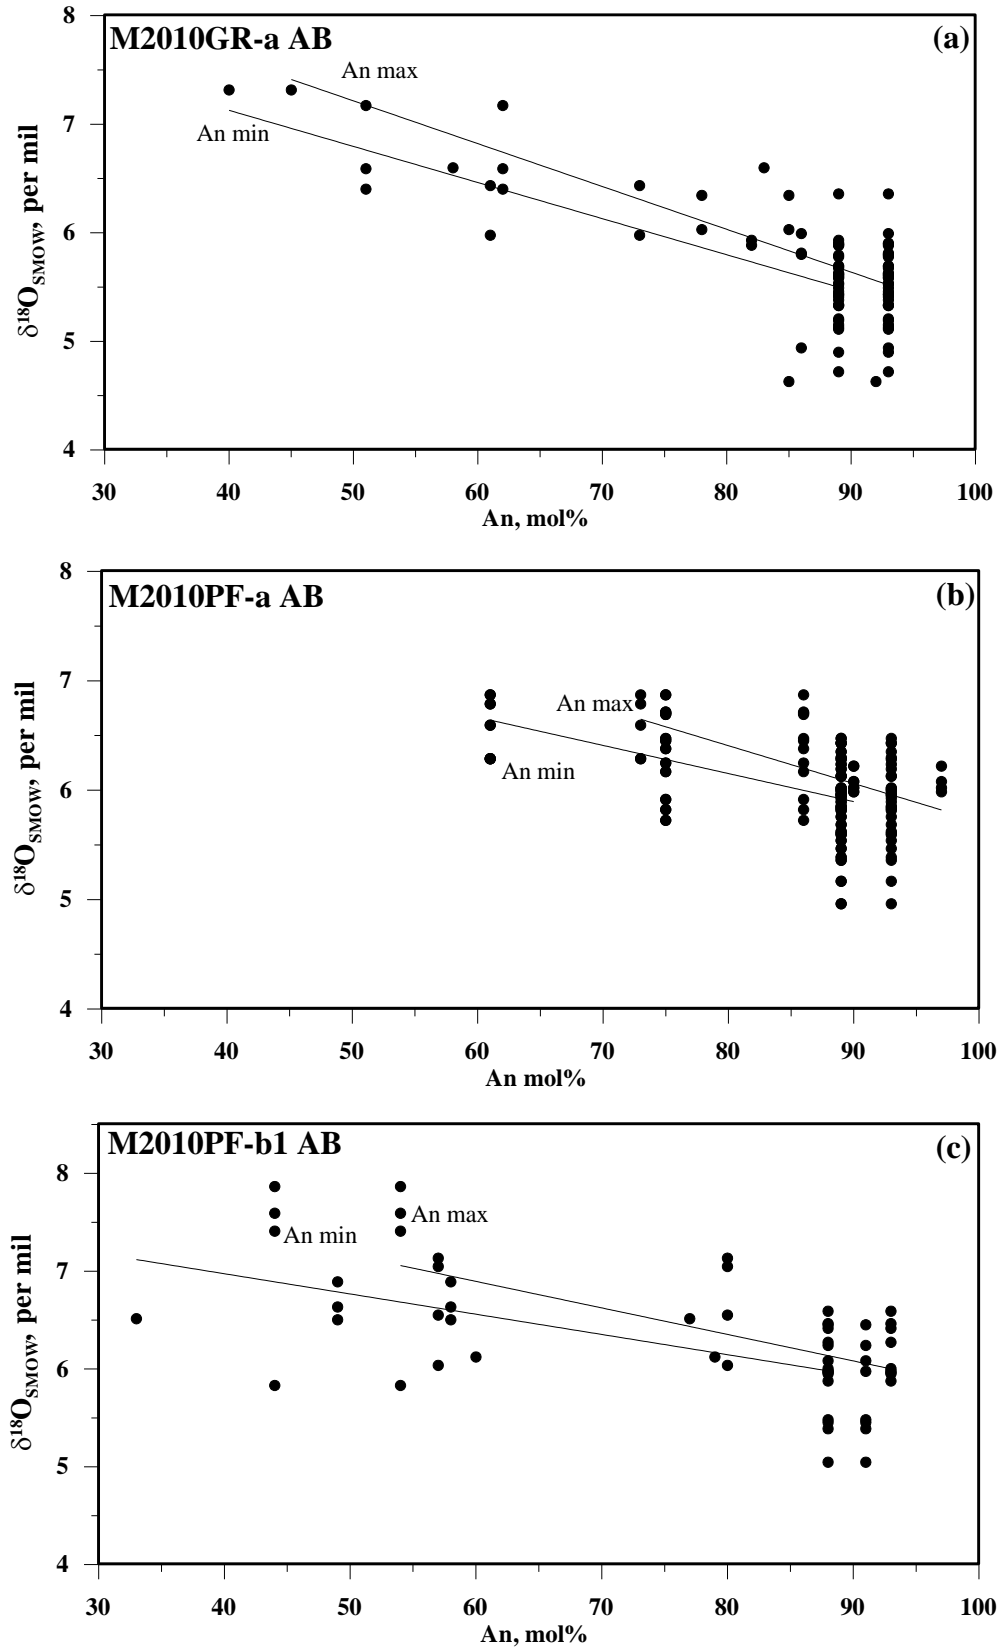 M2010GR-a AB
(a)
An max
An min
8
7
6
5
4
δ¹⁸O_SMOW, per mil
30 40 50 60 70 80 90 100
An, mol%
M2010PF-a AB
(b)
An max
An min
8
7
6
5
4
δ¹⁸O_SMOW, per mil
30 40 50 60 70 80 90 100
An mol%
M2010PF-b1 AB
(c)
An max
An min
8
7
6
5
4
δ¹⁸O_SMOW, per mil
30 40 50 60 70 80 90 100
An, mol%